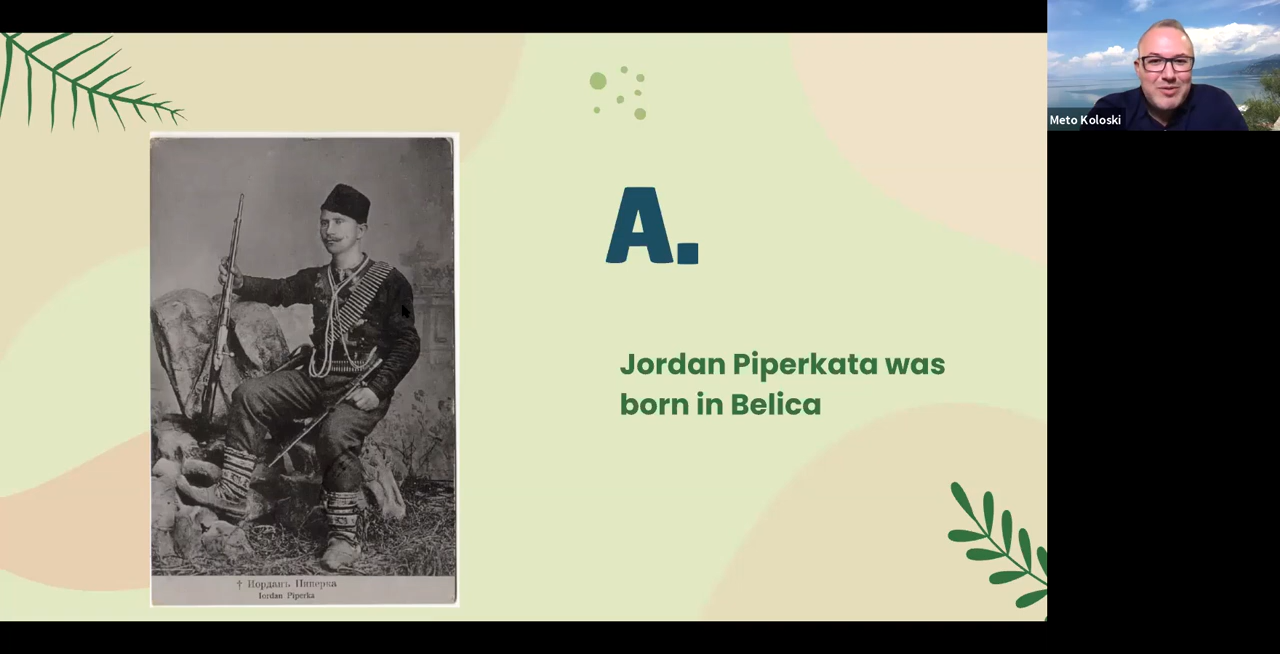 A.
Jordan Piperkata was
born in Belica
† Иорданъ Пиперка
Iordan Piperka
Meto Koloski